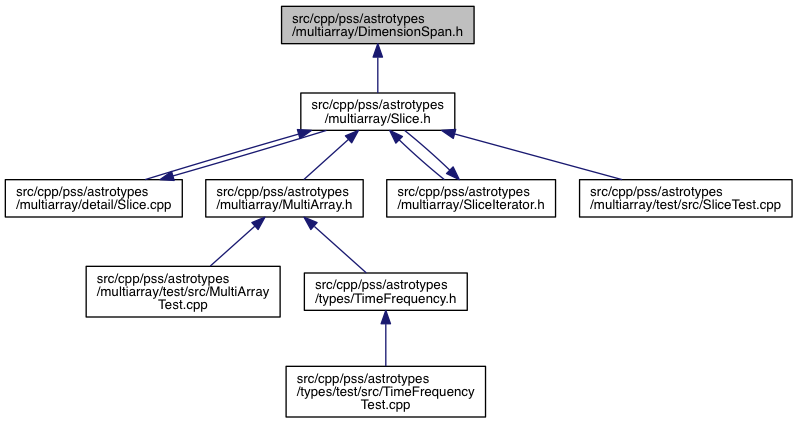 src/cpp/pss/astrotypes
/multiarray/DimensionSpan.h
src/cpp/pss/astrotypes
/multiarray/Slice.h
src/cpp/pss/astrotypes
/multiarray/detail/Slice.cpp
src/cpp/pss/astrotypes
/multiarray/MultiArray.h
src/cpp/pss/astrotypes
/multiarray/SliceIterator.h
src/cpp/pss/astrotypes
/multiarray/test/src/SliceTest.cpp
src/cpp/pss/astrotypes
/multiarray/test/src/MultiArray
Test.cpp
src/cpp/pss/astrotypes
/types/TimeFrequency.h
src/cpp/pss/astrotypes
/types/test/src/TimeFrequency
Test.cpp